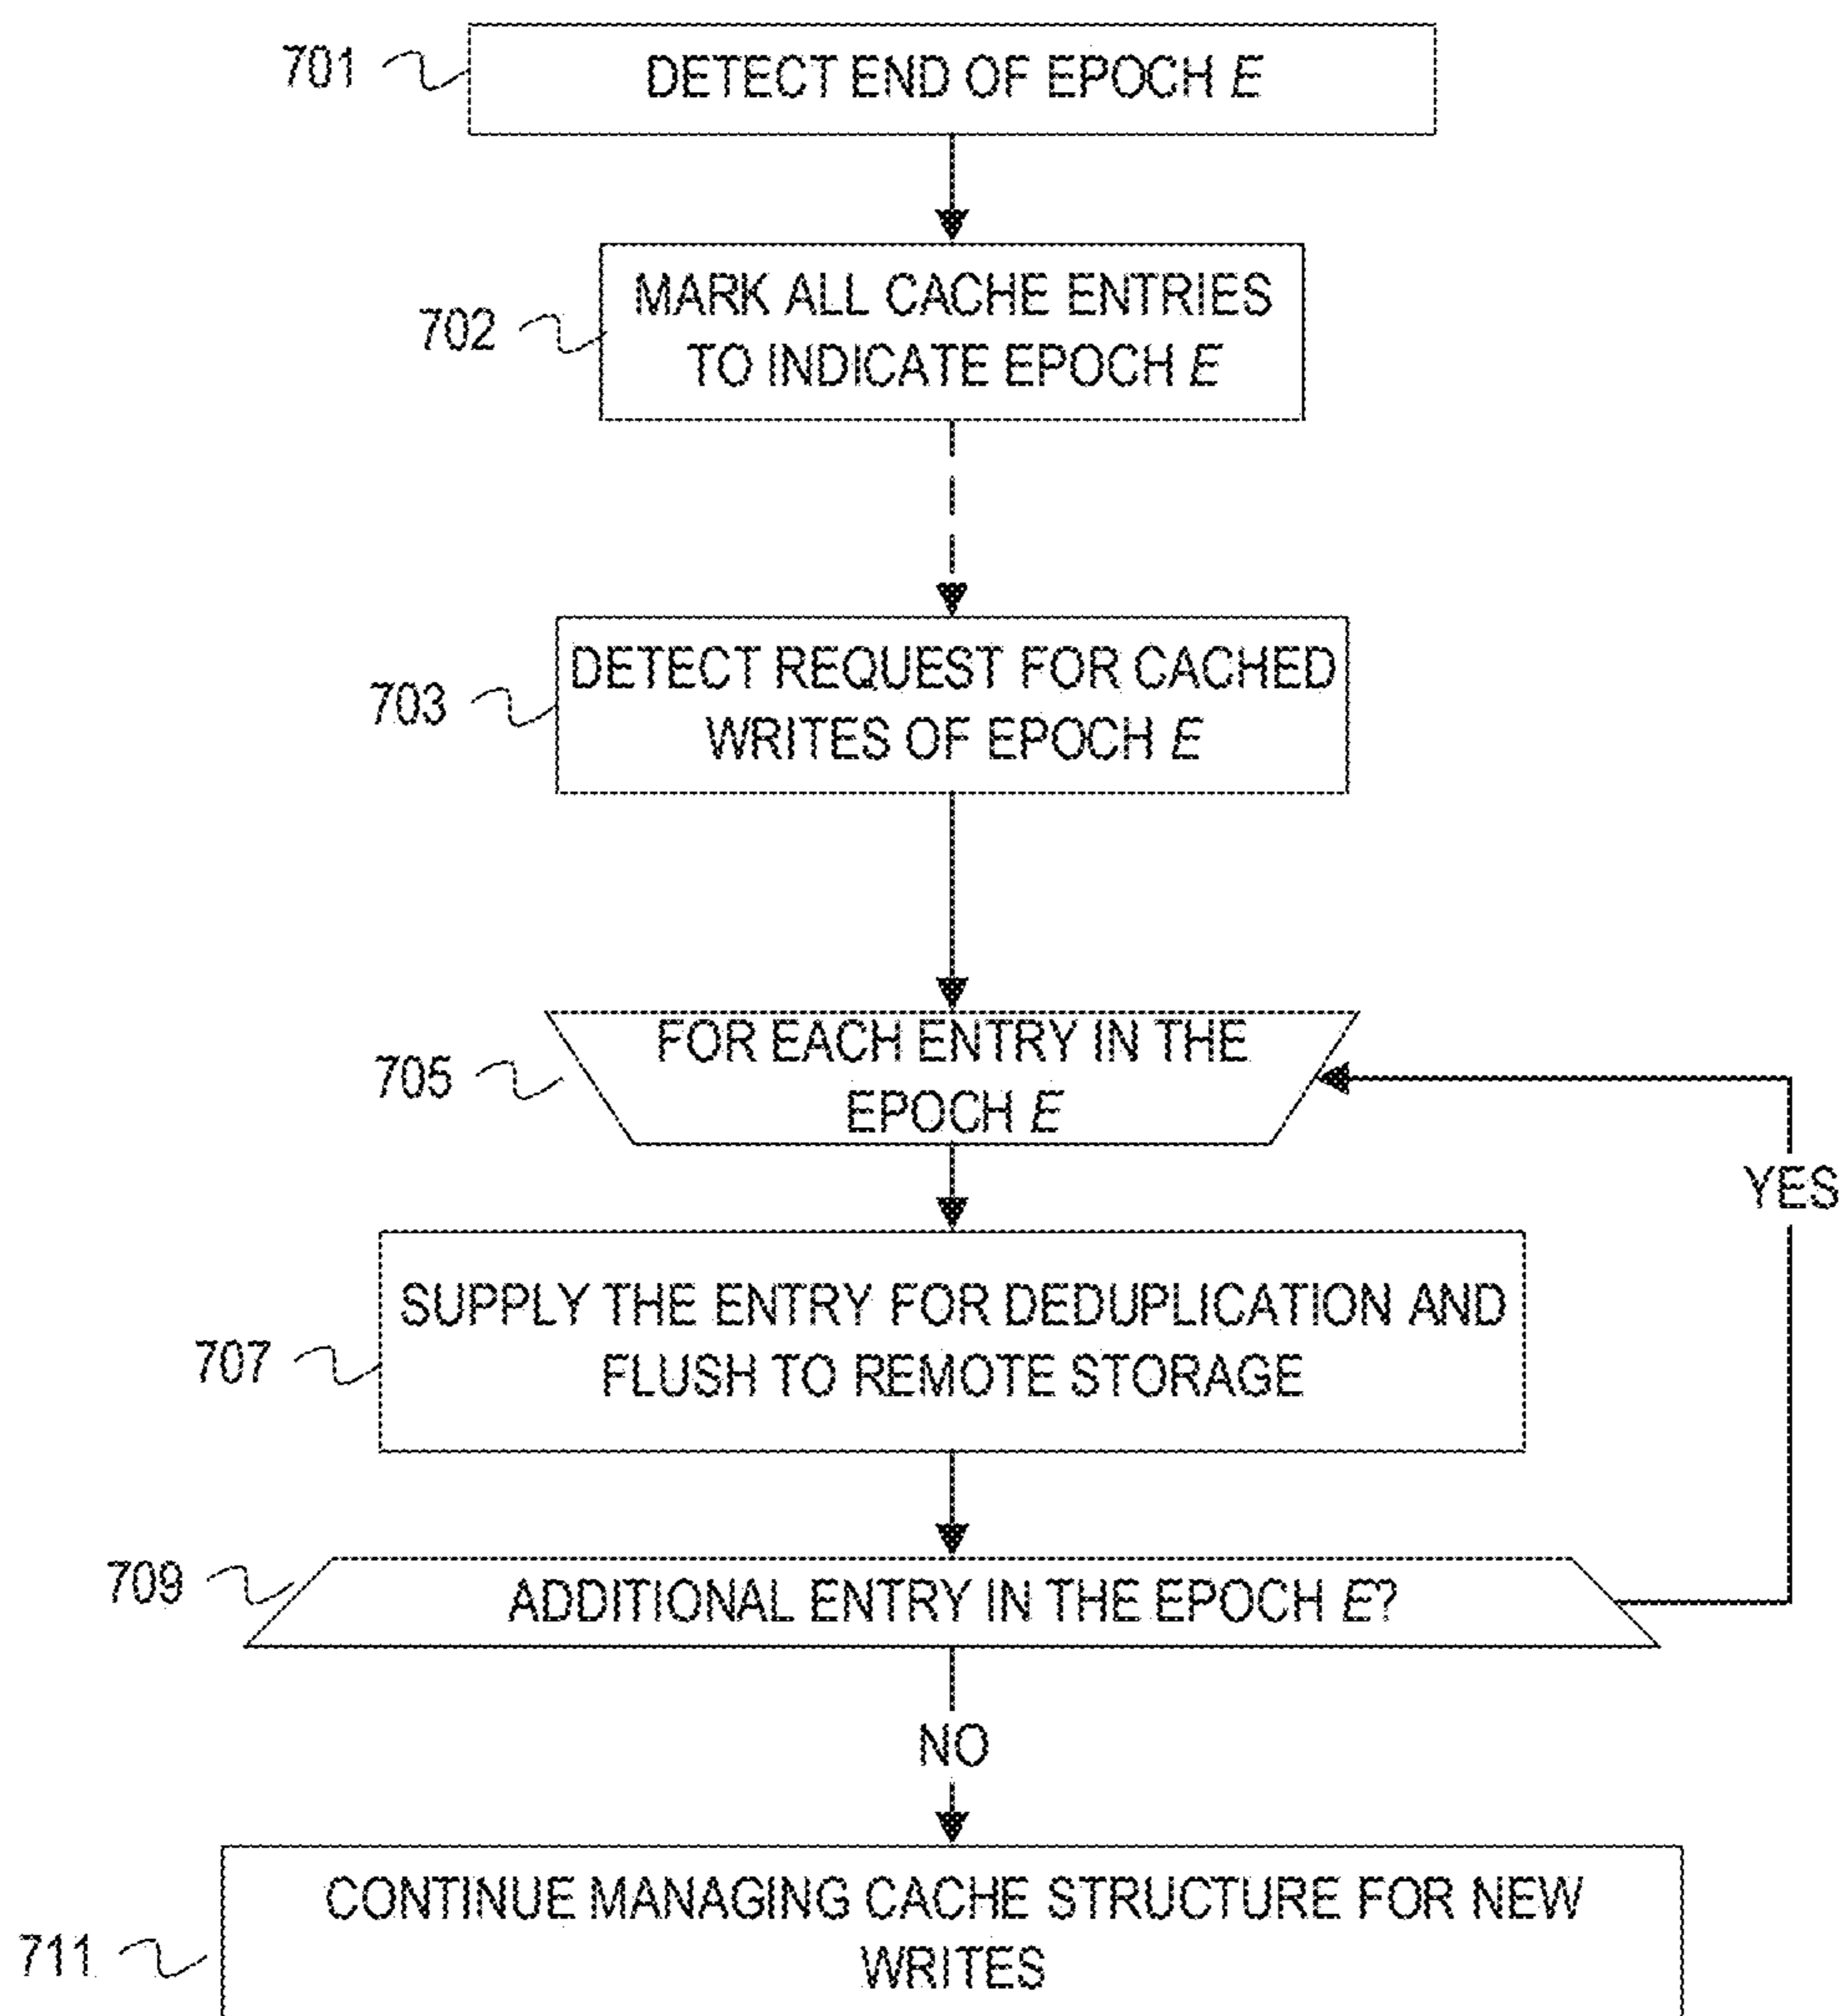 701
DETECT END OF EPOCH E
702
MARK ALL CACHE ENTRIES
TO INDICATE EPOCH E
703
DETECT REQUEST FOR CACHED
WRITES OF EPOCH E
705
FOR EACH ENTRY IN THE
EPOCH E
YES
707
SUPPLY THE ENTRY FOR DEDUPLICATION AND
FLUSH TO REMOTE STORAGE
709
ADDITIONAL ENTRY IN THE EPOCH E?
NO
711
CONTINUE MANAGING CACHE STRUCTURE FOR NEW
WRITES